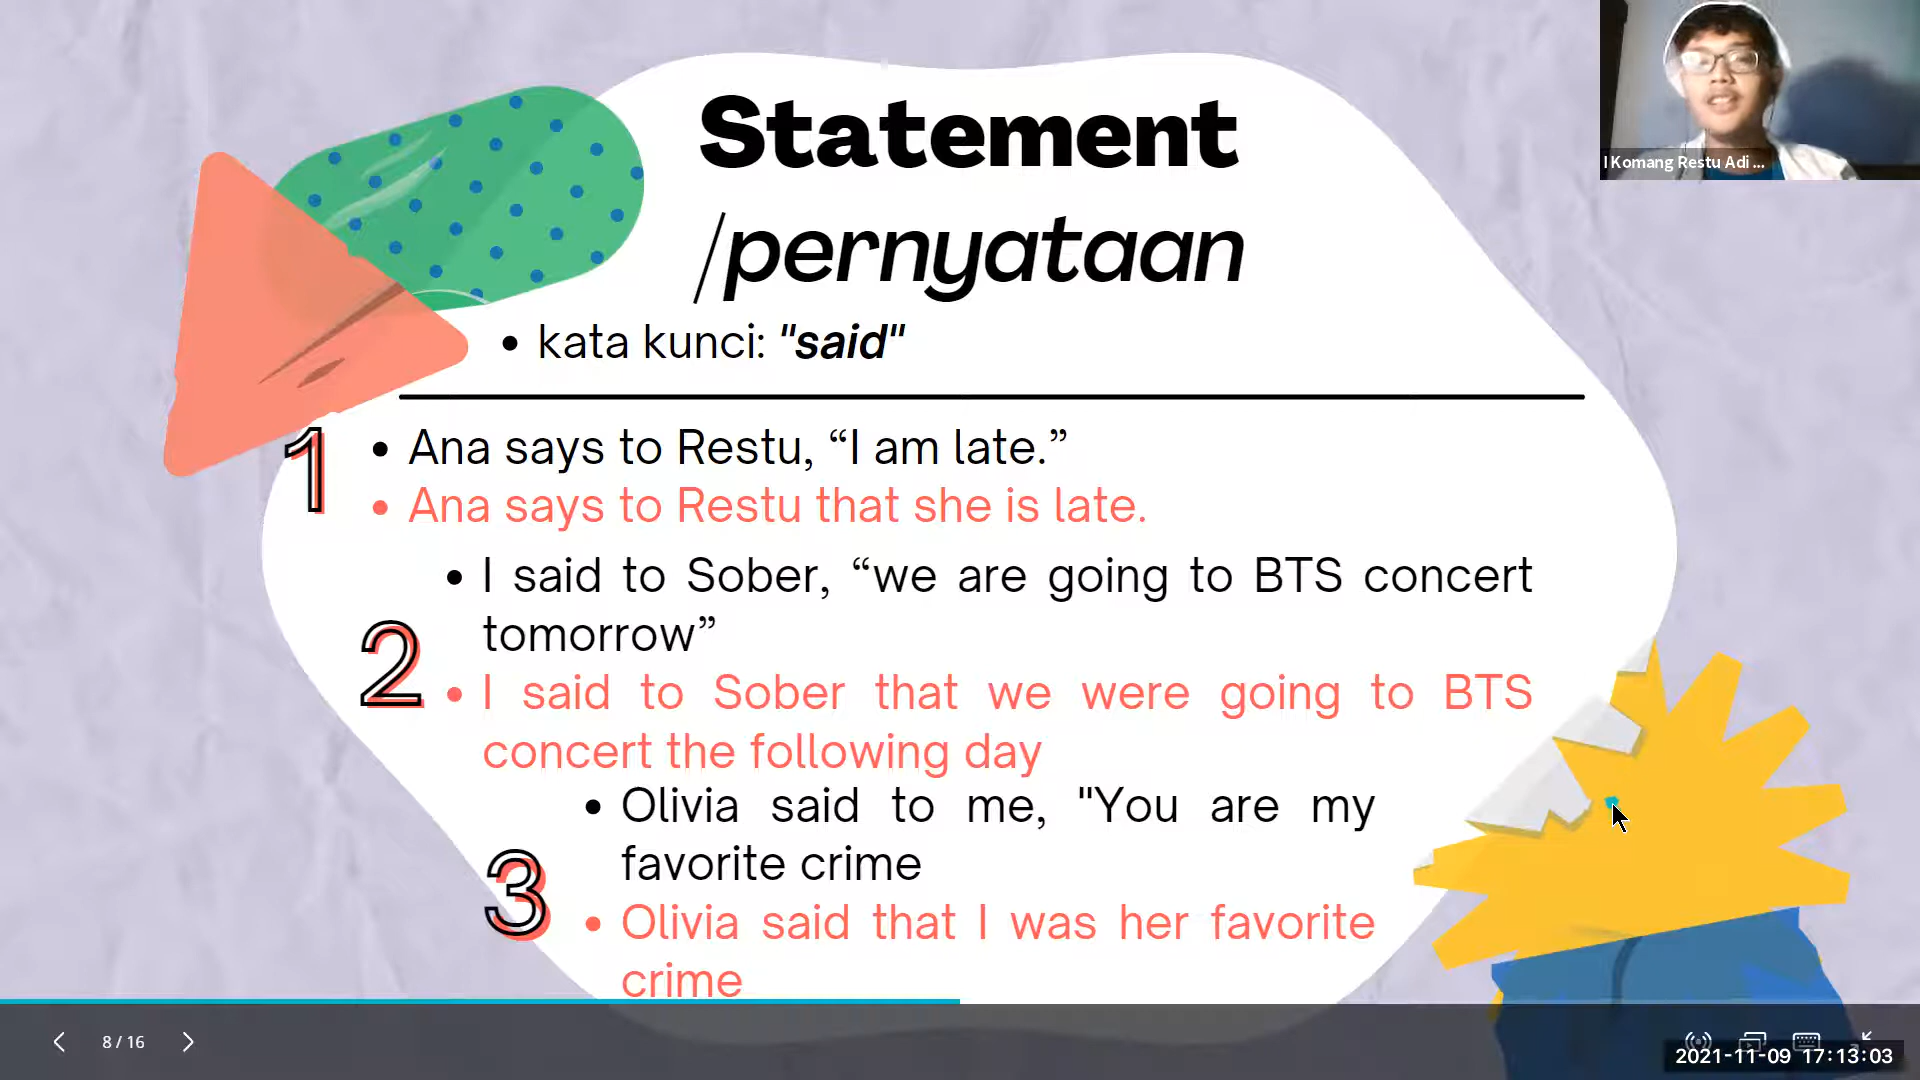 Statement
/pernyataan
• kata kunci: "said"
1
• Ana says to Restu, “I am late.”
• Ana says to Restu that she is late.
2
• I said to Sober, “we are going to BTS concert
tomorrow”
• I said to Sober that we were going to BTS
concert the following day
3
• Olivia said to me, "You are my
favorite crime
• Olivia said that I was her favorite
crime
I Komang Restu Adi ...
8 / 16
2021-11-09 17:13:03